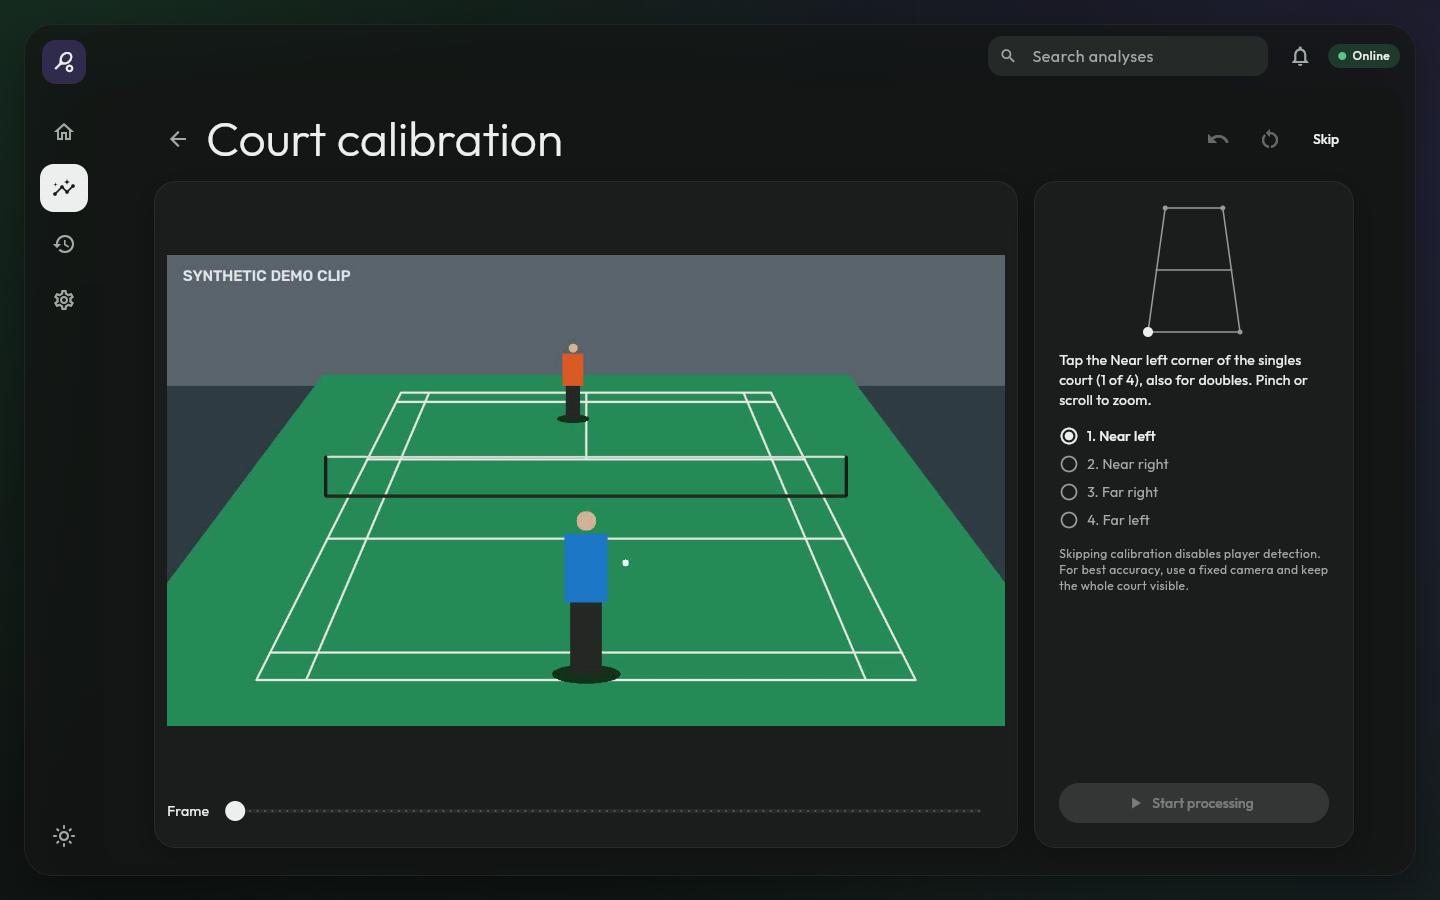 Search analyses
Online
Court calibration
Skip
SYNTHETIC DEMO CLIP
Frame
Tap the Near left corner of the singles
court (1 of 4), also for doubles. Pinch or
scroll to zoom.
1. Near left
2. Near right
3. Far right
4. Far left
Skipping calibration disables player detection.
For best accuracy, use a fixed camera and keep
the whole court visible.
Start processing